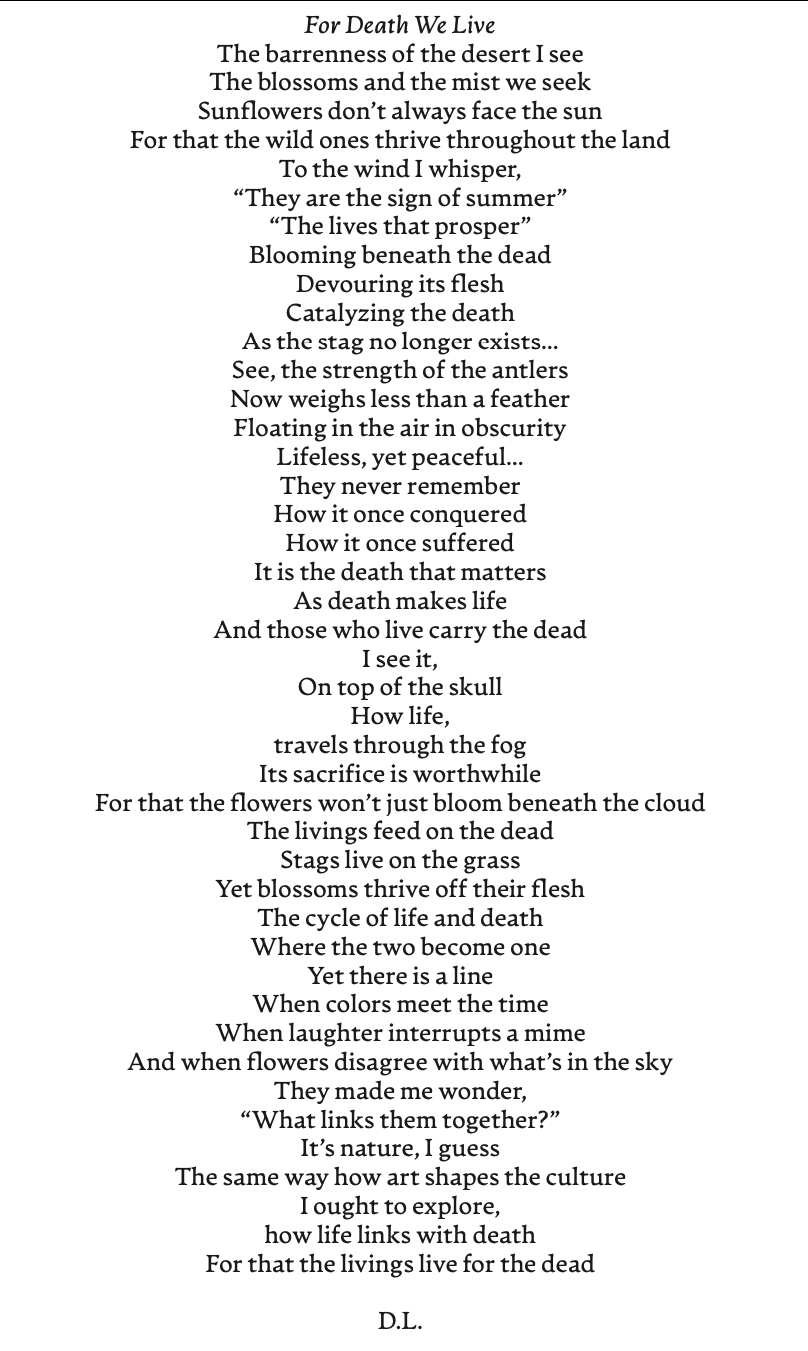 For Death We Live
The barrenness of the desert I see
The blossoms and the mist we seek
Sunflowers don’t always face the sun
For that the wild ones thrive throughout the land
To the wind I whisper,
“They are the sign of summer”
“The lives that prosper”
Blooming beneath the dead
Devouring its flesh
Catalyzing the death
As the stag no longer exists...
See, the strength of the antlers
Now weighs less than a feather
Floating in the air in obscurity
Lifeless, yet peaceful...
They never remember
How it once conquered
How it once suffered
It is the death that matters
As death makes life
And those who live carry the dead
I see it,
On top of the skull
How life,
travels through the fog
Its sacrifice is worthwhile
For that the flowers won’t just bloom beneath the cloud
The livings feed on the dead
Stags live on the grass
Yet blossoms thrive off their flesh
The cycle of life and death
Where the two become one
Yet there is a line
When colors meet the time
When laughter interrupts a mime
And when flowers disagree with what’s in the sky
They made me wonder,
“What links them together?”
It’s nature, I guess
The same way how art shapes the culture
I ought to explore,
how life links with death
For that the livings live for the dead
D.L.